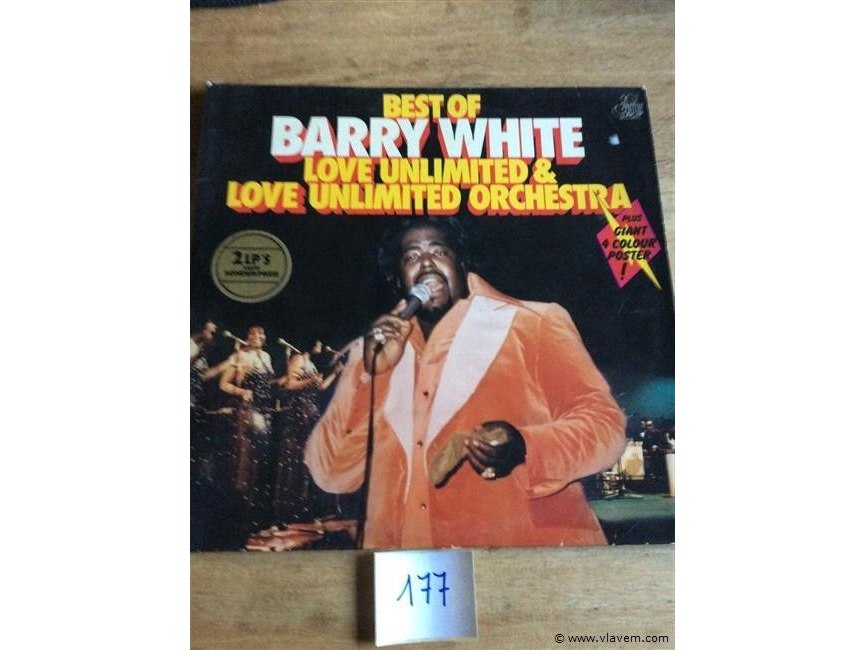 BEST OF
BARRY WHITE
LOVE UNLIMITED &
LOVE UNLIMITED ORCHESTRA
PLUS
GIANT
4 COLOUR
POSTER
!
2 LP'S
SONDERPREIS
177
© www.vlavem.com